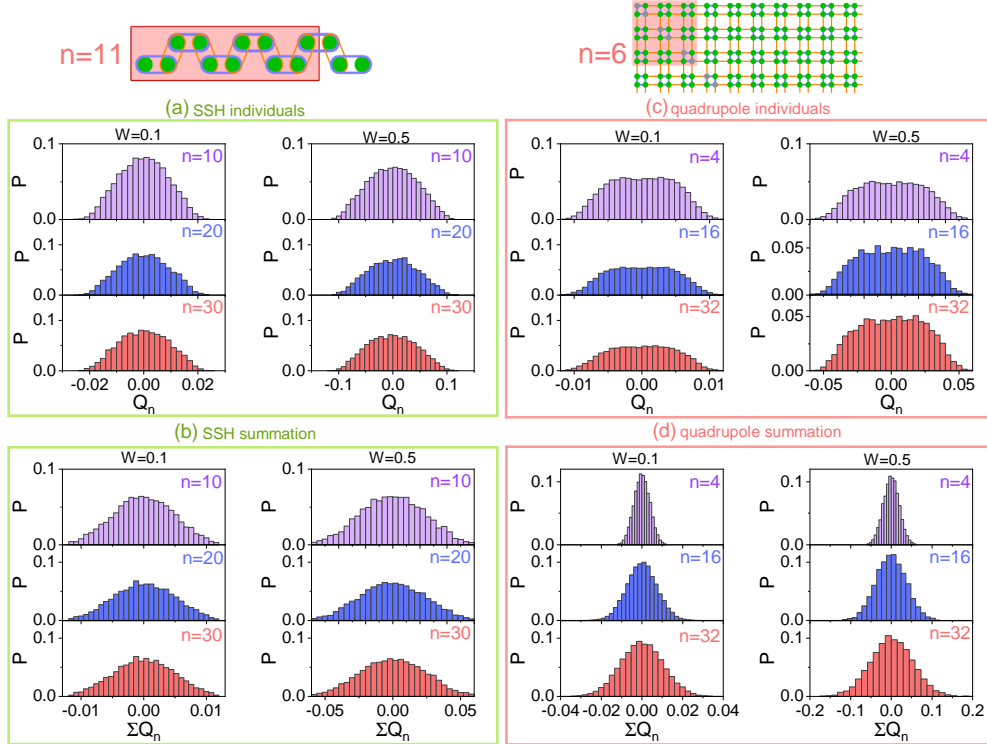 n=11
n=6
(a) SSH individuals
W=0.1
W=0.5
0.1
P
0.0
n=10
0.1
P
0.0
n=10
0.1
P
0.0
n=20
0.1
P
0.0
n=20
0.1
P
0.0
n=30
0.1
P
0.0
n=30
-0.02 0.00 0.02
-0.1 0.0 0.1
Qn
Qn
(c) quadrupole individuals
W=0.1
W=0.5
0.1
P
0.0
n=4
0.1
P
0.0
n=4
0.1
P
0.0
n=16
0.05
P
0.00
n=16
0.1
P
0.0
n=32
0.05
P
0.00
n=32
-0.01 0.00 0.01
-0.05 0.00 0.05
Qn
Qn
(b) SSH summation
W=0.1
W=0.5
0.1
P
0.0
n=10
0.1
P
0.0
n=10
0.1
P
0.0
n=20
0.1
P
0.0
n=20
0.1
P
0.0
n=30
0.1
P
0.0
n=30
-0.01 0.00 0.01
-0.05 0.00 0.05
ΣQn
ΣQn
(d) quadrupole summation
W=0.1
W=0.5
0.1
P
0.0
n=4
0.1
P
0.0
n=4
0.1
P
0.0
n=16
0.1
P
0.0
n=16
0.1
P
0.0
n=32
0.1
P
0.0
n=32
-0.04 -0.02 0.00 0.02 0.04
-0.2 -0.1 0.0 0.1 0.2
ΣQn
ΣQn